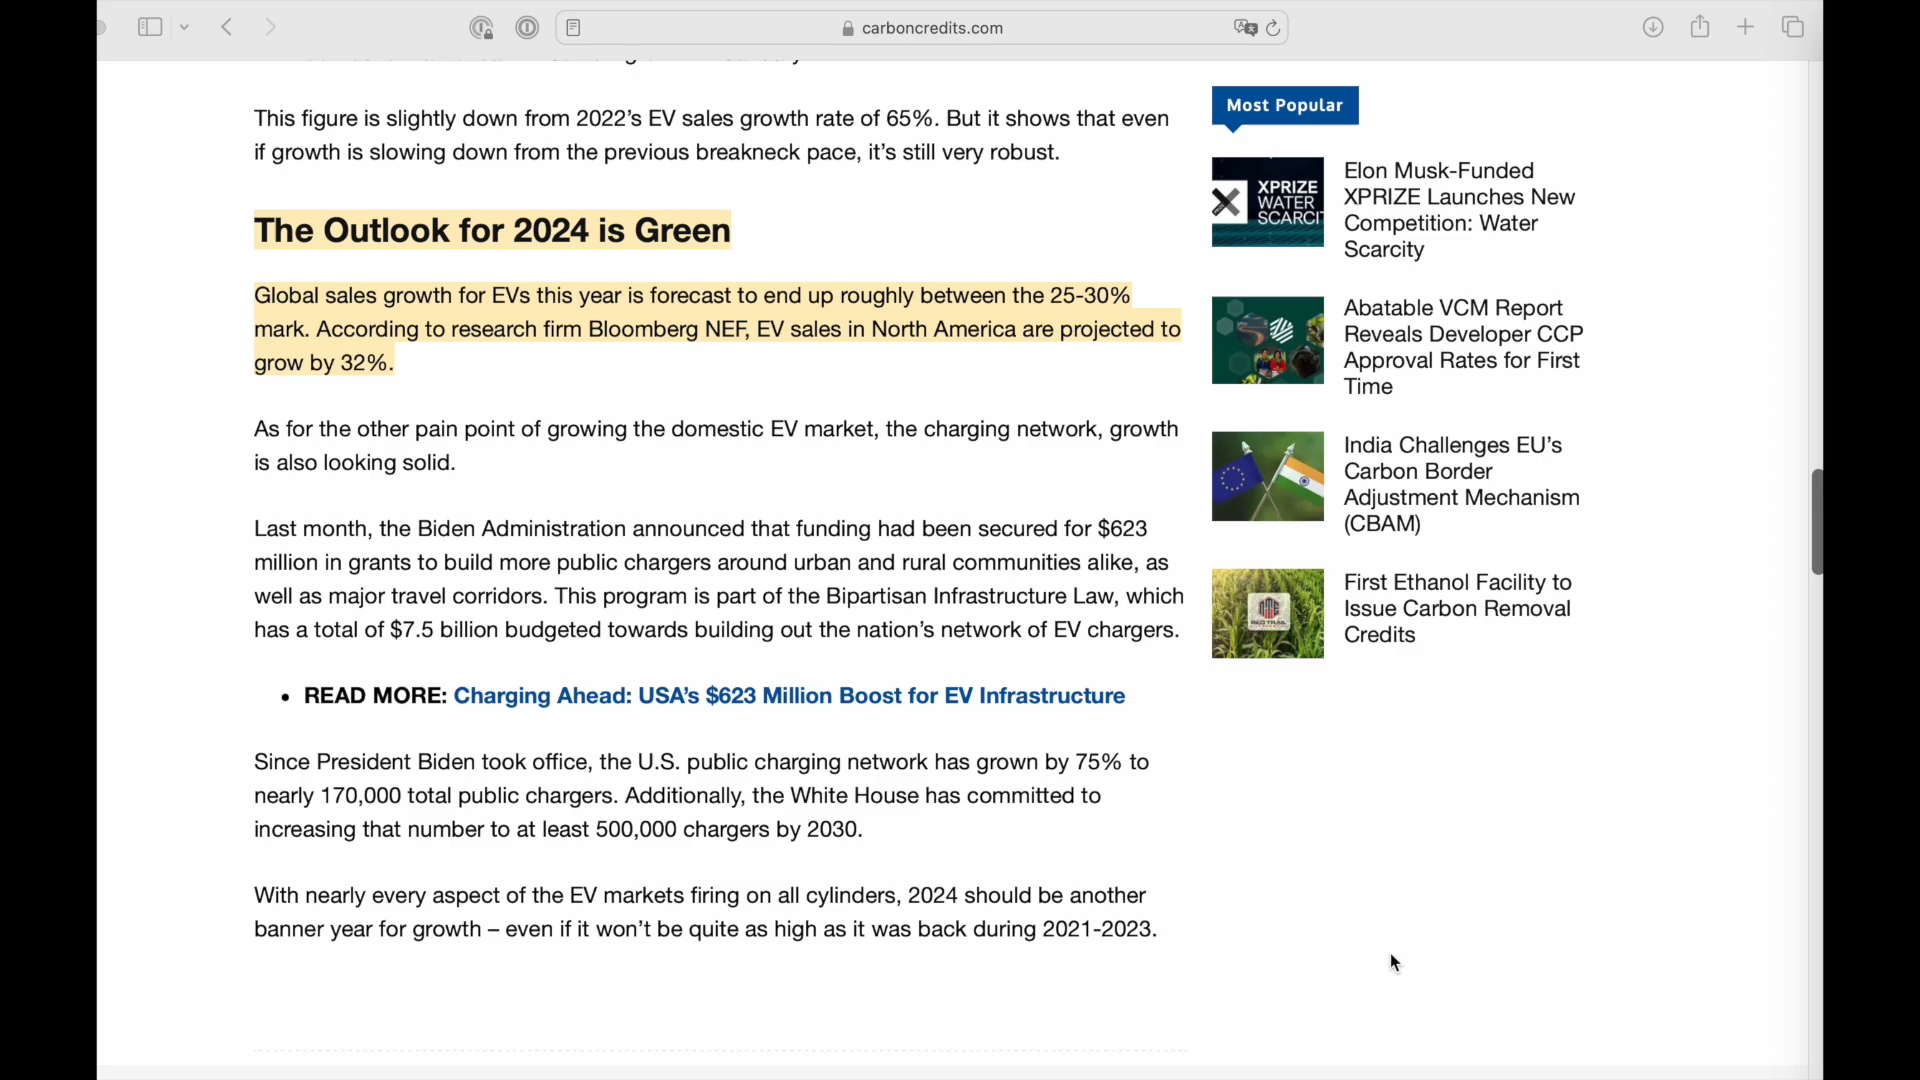 carboncredits.com
This figure is slightly down from 2022’s EV sales growth rate of 65%. But it shows that even
if growth is slowing down from the previous breakneck pace, it’s still very robust.
The Outlook for 2024 is Green
Global sales growth for EVs this year is forecast to end up roughly between the 25-30%
mark. According to research firm Bloomberg NEF, EV sales in North America are projected to
grow by 32%.
As for the other pain point of growing the domestic EV market, the charging network, growth
is also looking solid.
Last month, the Biden Administration announced that funding had been secured for $623
million in grants to build more public chargers around urban and rural communities alike, as
well as major travel corridors. This program is part of the Bipartisan Infrastructure Law, which
has a total of $7.5 billion budgeted towards building out the nation’s network of EV chargers.
• READ MORE: Charging Ahead: USA’s $623 Million Boost for EV Infrastructure
Since President Biden took office, the U.S. public charging network has grown by 75% to
nearly 170,000 total public chargers. Additionally, the White House has committed to
increasing that number to at least 500,000 chargers by 2030.
With nearly every aspect of the EV markets firing on all cylinders, 2024 should be another
banner year for growth – even if it won’t be quite as high as it was back during 2021-2023.
Most Popular
XPRIZE
WATER
Elon Musk-Funded
XPRIZE Launches New
Competition: Water
Scarcity
Abatable VCM Report
Reveals Developer CCP
Approval Rates for First
Time
India Challenges EU’s
Carbon Border
Adjustment Mechanism
(CBAM)
RED TRAIL
First Ethanol Facility to
Issue Carbon Removal
Credits